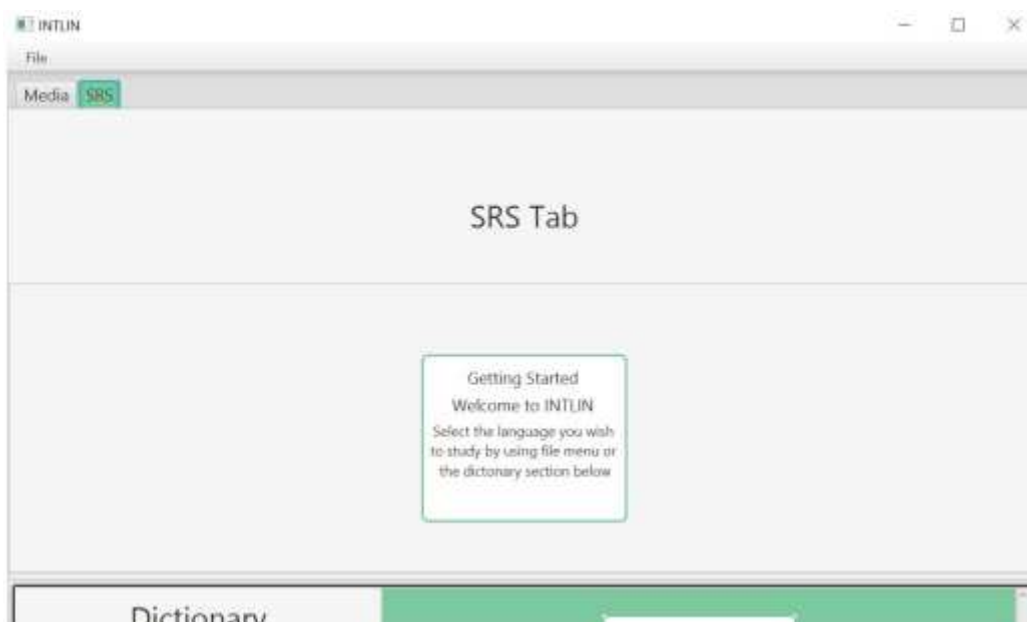 INTLIN
File
Media SRS
SRS Tab
Getting Started
Welcome to INTLIN
Select the language you wish
to study by using file menu or
the dictonary section below
Dictionary